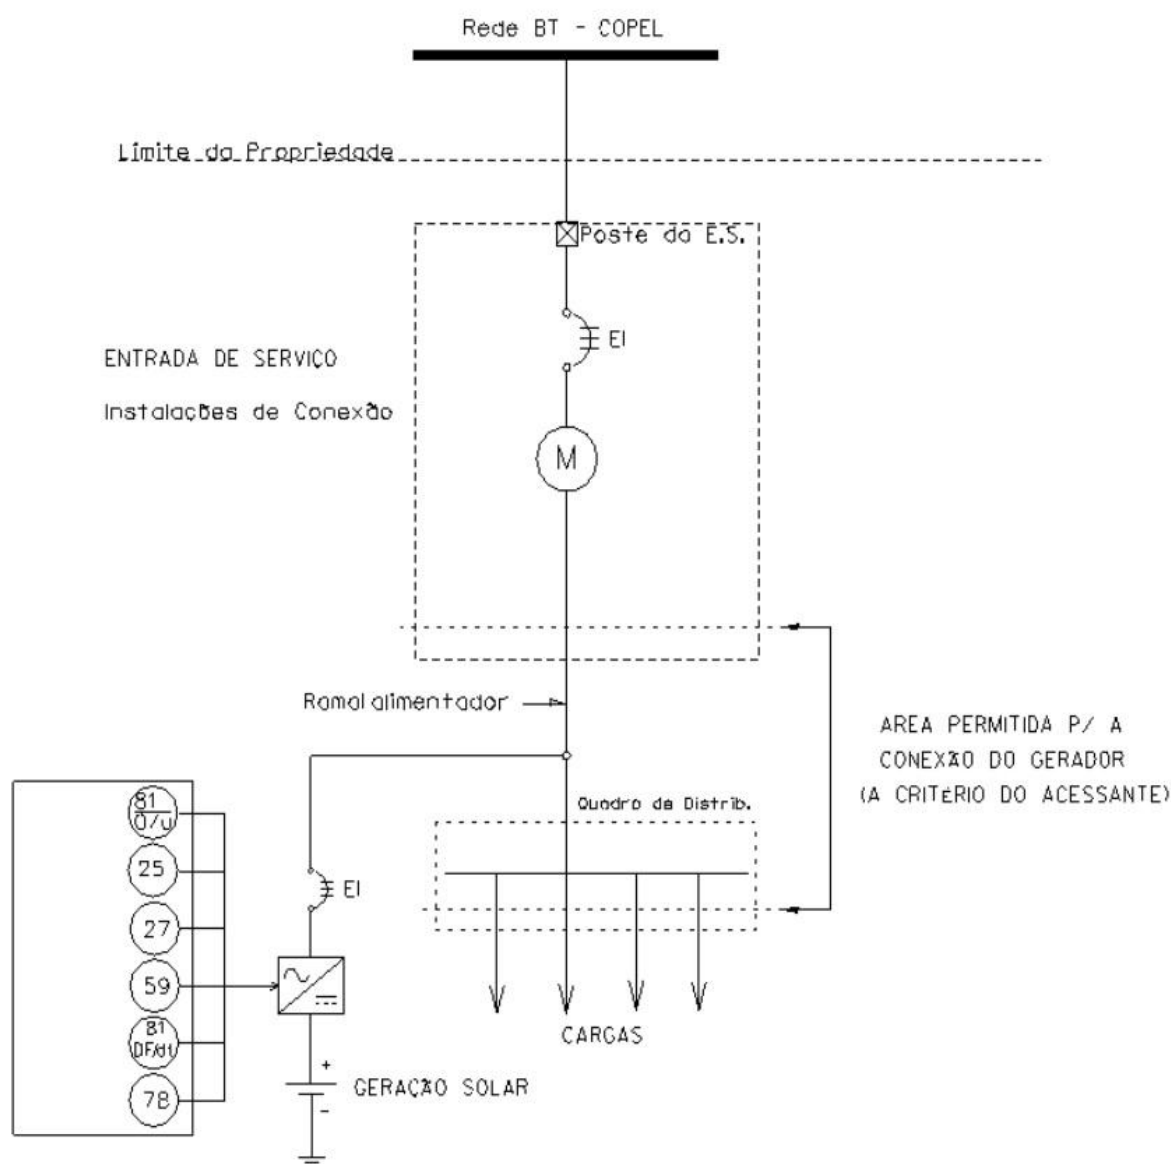 Rede BT - COPEL
Limite da Propriedade
Poste da E.S.
EI
ENTRADA DE SERVIÇO
Instalações de Conexão
M
Ramal alimentador
AREA PERMITIDA P/ A
CONEXÃO DO GERADOR
(A CRITÉRIO DO ACESSANTE)
Quadro de Distrib.
81
O/u
25
27
59
81
DF/dt
78
EI
+
-
GERAÇÃO SOLAR
CARGAS